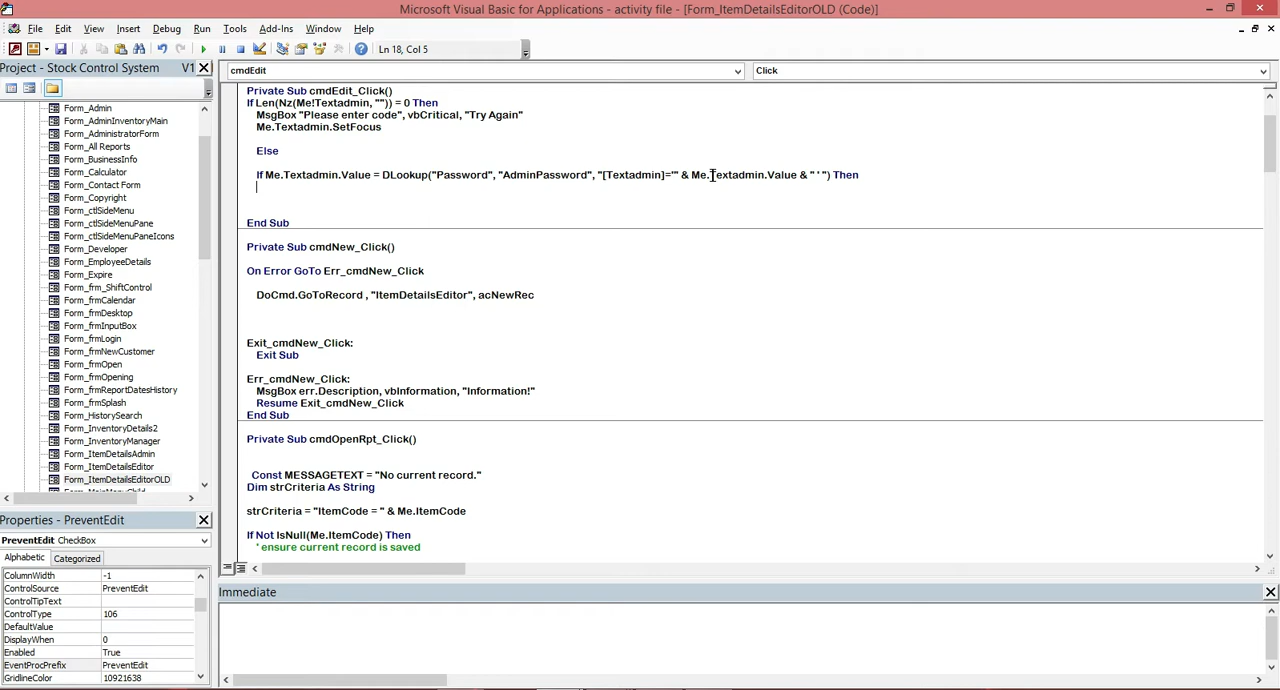 Microsoft Visual Basic for Applications - activity file - [Form_ItemDetailsEditorOLD (Code)]
File Edit View Insert Debug Run Tools Add-Ins Window Help
Ln 18, Col 5
Project - Stock Control System V1
cmdEdit
Click
Form_Admin
Form_AdminInventoryMain
Form_AdministratorForm
Form_All Reports
Form_BusinessInfo
Form_Calculator
Form_Contact Form
Form_Copyright
Form_ctlSideMenu
Form_ctlSideMenuPane
Form_ctlSideMenuPaneIcons
Form_Developer
Form_EmployeeDetails
Form_Expire
Form_frm_ShiftControl
Form_frmCalendar
Form_frmDesktop
Form_frmInputBox
Form_frmLogin
Form_frmNewCustomer
Form_frmOpen
Form_frmOpening
Form_frmReportDatesHistory
Form_frmSplash
Form_HistorySearch
Form_InventoryDetails2
Form_InventoryManager
Form_ItemDetailsAdmin
Form_ItemDetailsEditor
Form_ItemDetailsEditorOLD
Private Sub cmdEdit_Click()
If Len(Nz(Me!Textadmin, "")) = 0 Then
MsgBox "Please enter code", vbCritical, "Try Again"
Me.Textadmin.SetFocus
Else
If Me.Textadmin.Value = DLookup("Password", "AdminPassword", "[Textadmin]='" & Me.Textadmin.Value & " ' ") Then
End Sub
Private Sub cmdNew_Click()
On Error GoTo Err_cmdNew_Click
DoCmd.GoToRecord , "ItemDetailsEditor", acNewRec
Exit_cmdNew_Click:
Exit Sub
Err_cmdNew_Click:
MsgBox err.Description, vbInformation, "Information!"
Resume Exit_cmdNew_Click
End Sub
Private Sub cmdOpenRpt_Click()
Const MESSAGETEXT = "No current record."
Dim strCriteria As String
strCriteria = "ItemCode = " & Me.ItemCode
If Not IsNull(Me.ItemCode) Then
' ensure current record is saved
Properties - PreventEdit
PreventEdit CheckBox
Alphabetic Categorized
ColumnWidth -1
ControlSource PreventEdit
ControlTipText
ControlType 106
DefaultValue
DisplayWhen 0
Enabled True
EventProcPrefix PreventEdit
GridlineColor 10921638
Immediate